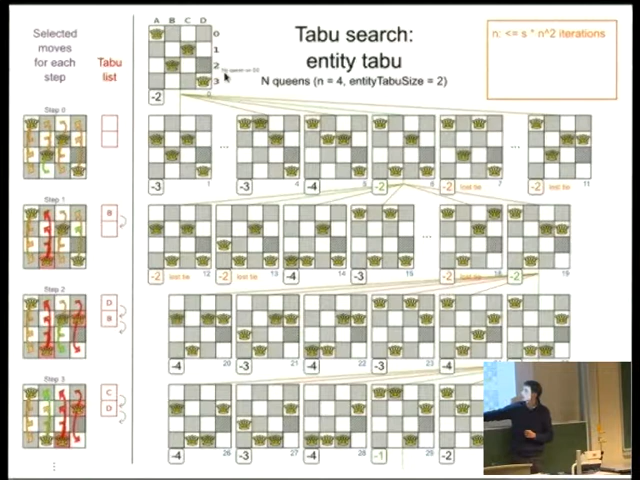 Selected
moves for each
step
Tabu
list
A B C D
0
1
2
3
-2
0
Tabu search:
entity tabu
N queens (n = 4, entityTabuSize = 2)
n: <= s * n^2 iterations
Step 0
-3
1
...
-3
4
-4
5
-2
6
-2 lost tie
7
...
-2 lost tie
11
Step 1
B
-2 lost tie
12
-2 lost tie
13
-4
14
-3
15
...
-2 lost tie
18
-2
19
Step 2
D
B
-4
20
-3
21
-4
22
-3
23
-4
Step 3
C
D
-4
26
-3
27
-4
28
-1
29
-2